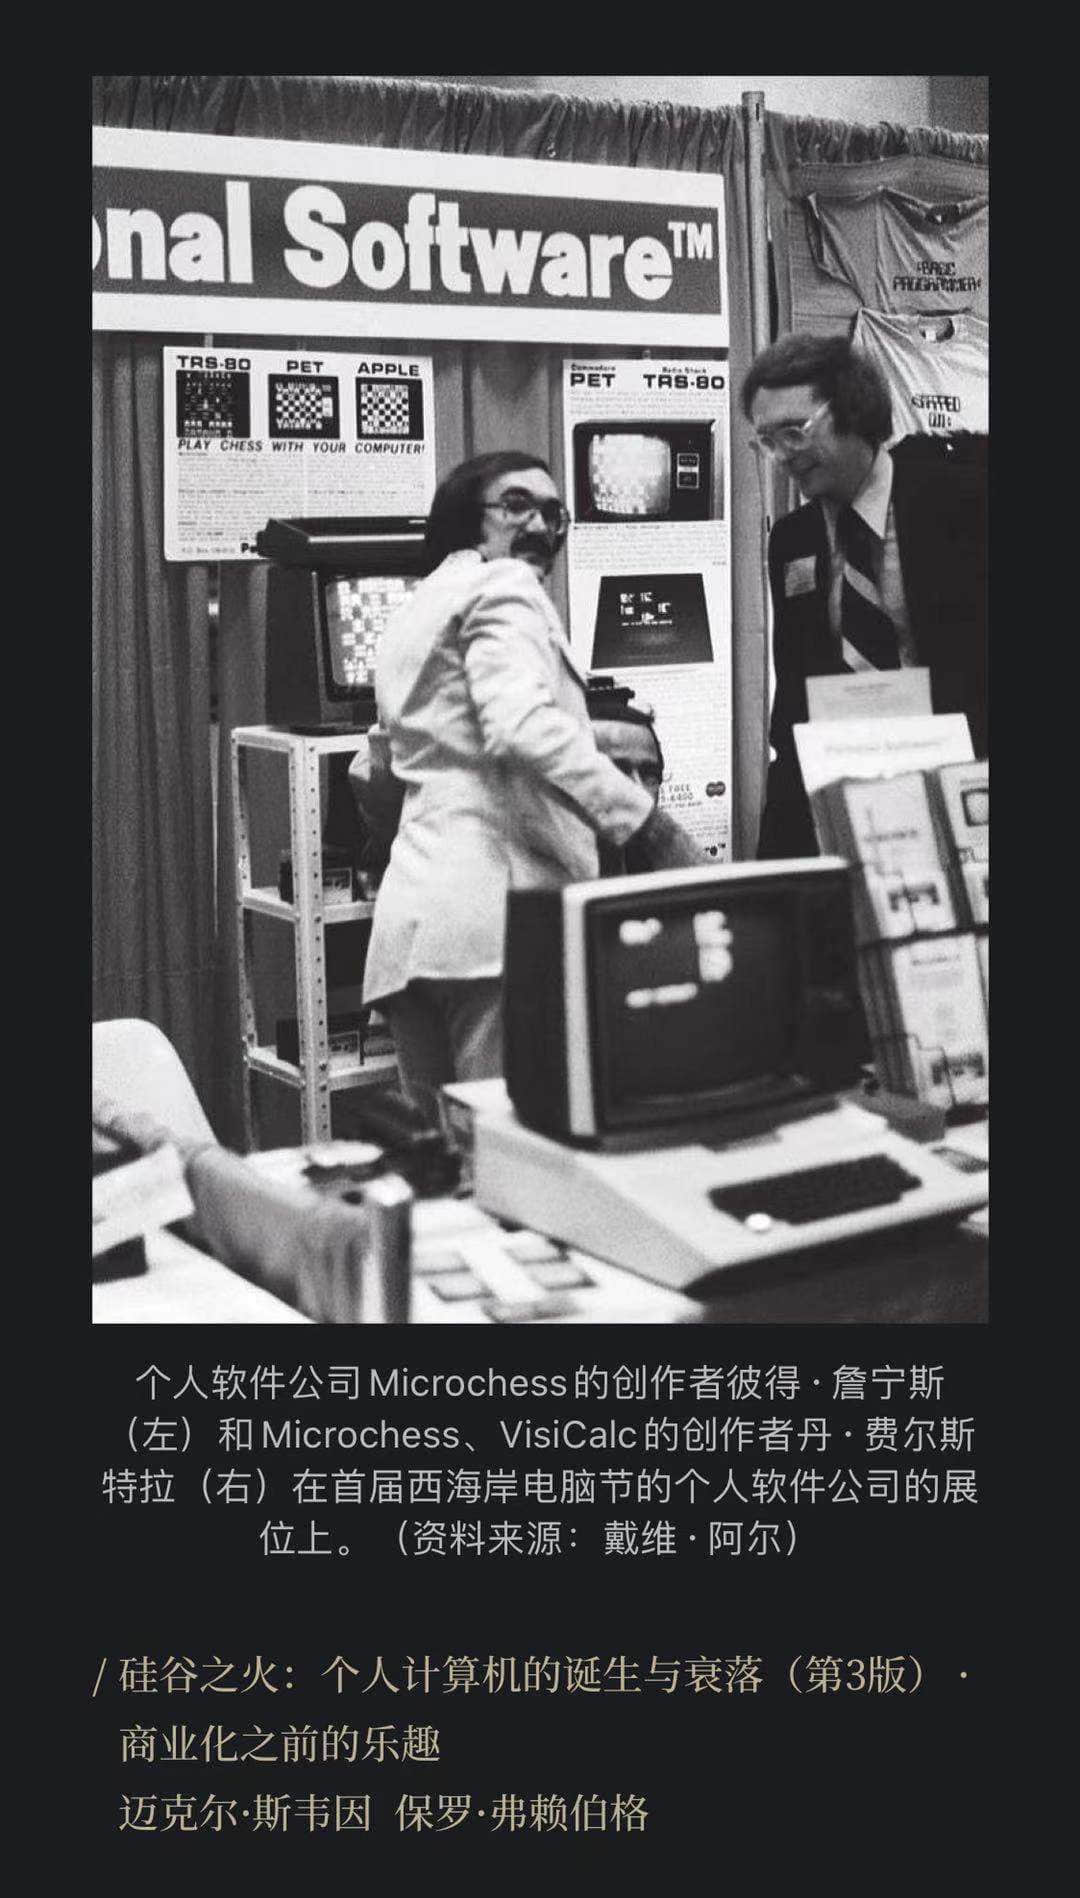 onal Software™
BASIC
PROGRAMMER
TRS-80 PET APPLE
PLAY CHESS WITH YOUR COMPUTER!
Commodore Radio Shack
PET TRS-80
STEPPED
ON!
个人软件公司Microchess的创作者彼得·詹宁斯
（左）和Microchess、VisiCalc的创作者丹·费尔斯
特拉（右）在首届西海岸电脑节的个人软件公司的展
位上。（资料来源：戴维·阿尔）
/ 硅谷之火：个人计算机的诞生与衰落（第3版）·
商业化之前的乐趣
迈克尔·斯韦因 保罗·弗赖伯格